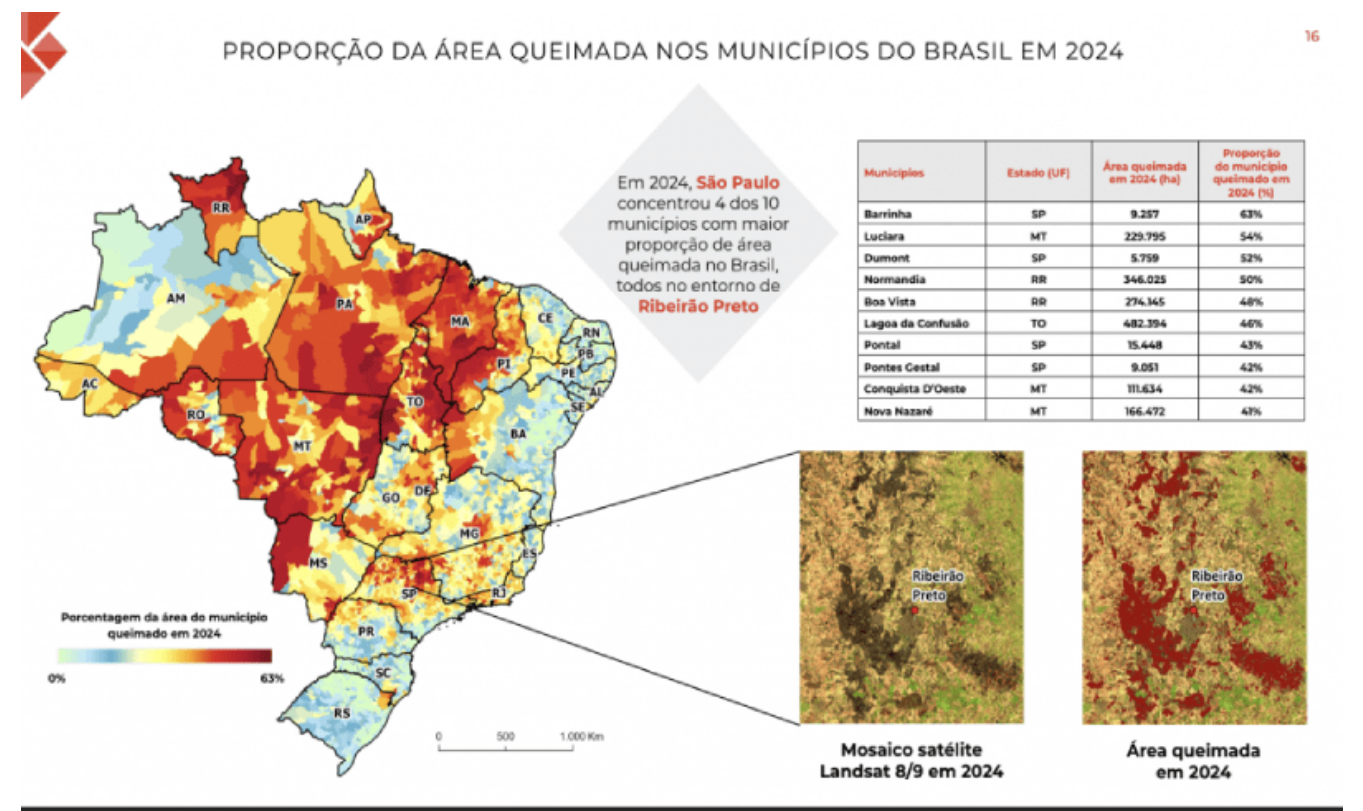 16
PROPORÇÃO DA ÁREA QUEIMADA NOS MUNICÍPIOS DO BRASIL EM 2024
Em 2024, São Paulo
concentrou 4 dos 10
municípios com maior
proporção de área
queimada no Brasil,
todos no entorno de
Ribeirão Preto
Municípios Estado (UF) Área queimada em 2024 (ha) Proporção do município queimado em 2024 (%)
Barrinha SP 9.257 63%
Luciara MT 229.795 54%
Dumont SP 5.759 52%
Normandia RR 346.025 50%
Boa Vista RR 274.145 48%
Lagoa da Confusão TO 482.394 46%
Pontal SP 15.448 43%
Pontes Gestal SP 9.051 42%
Conquista D'Oeste MT 111.634 42%
Nova Nazaré MT 166.472 41%
RR
AP
AM
PA
MA
CE
RN
PB
PI
PE
AC
AL
TO
SE
RO
BA
MT
GO
DF
MG
ES
MS
SP
RJ
PR
SC
RS
Porcentagem da área do município
queimado em 2024
0% 63%
0 500 1.000 Km
Ribeirão
Preto
Ribeirão
Preto
Mosaico satélite
Landsat 8/9 em 2024
Área queimada
em 2024